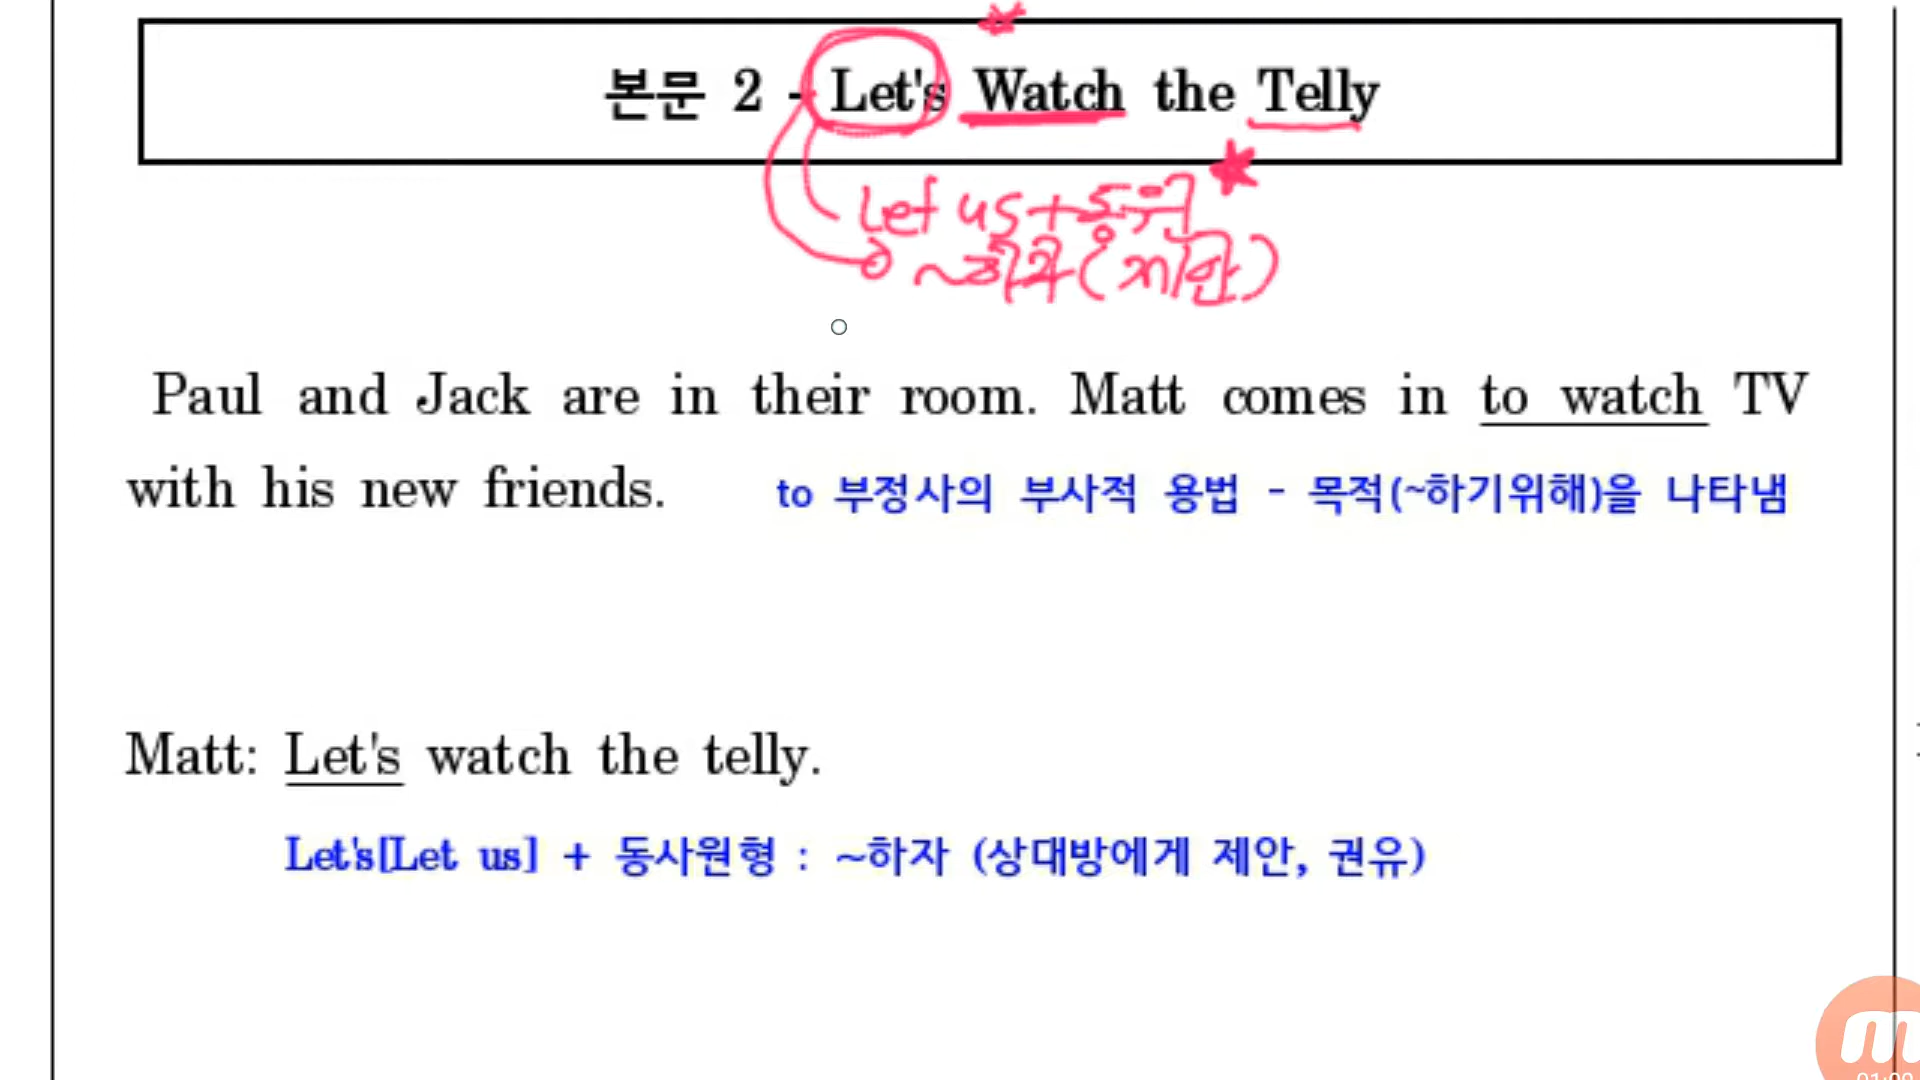 본문 2 - Let's Watch the Telly
Let us + 동원
~하자 (제안)
Paul and Jack are in their room. Matt comes in to watch TV
with his new friends. to 부정사의 부사적 용법 - 목적(~하기위해)을 나타냄
Matt: Let's watch the telly.
Let's[Let us] + 동사원형 : ~하자 (상대방에게 제안, 권유)